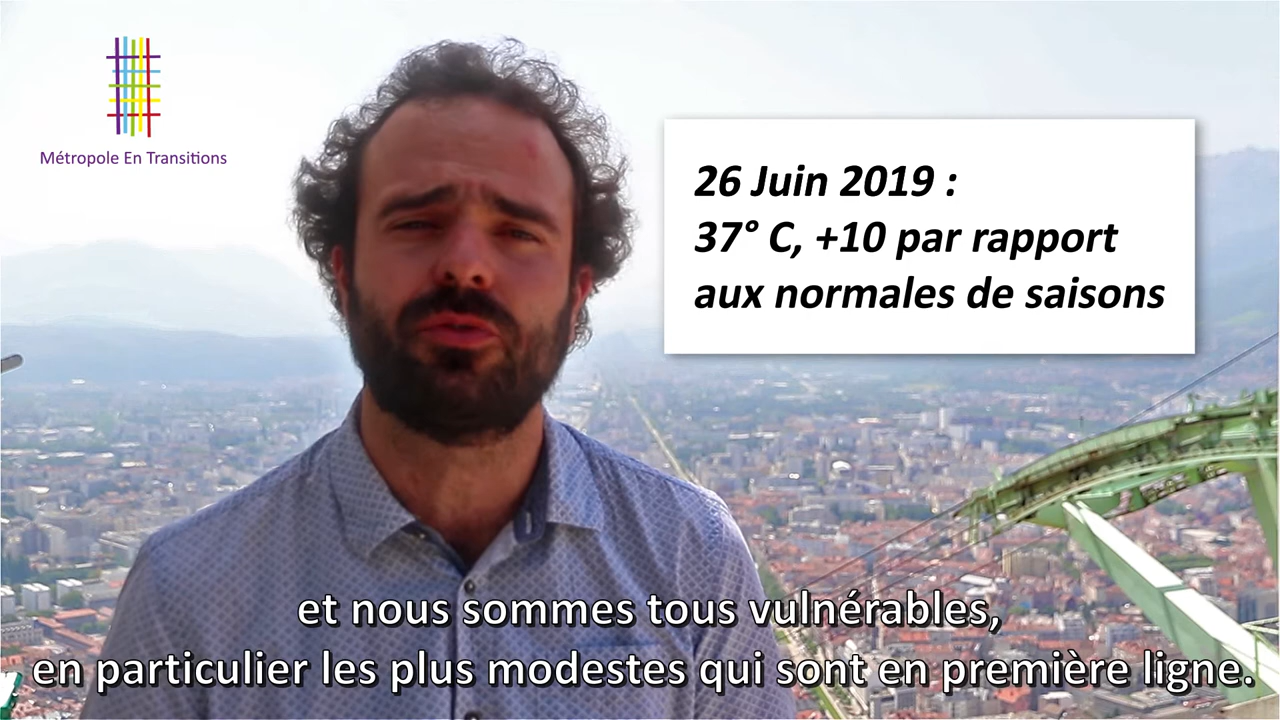 Métropole En Transitions
26 Juin 2019 :
37° C, +10 par rapport
aux normales de saisons
et nous sommes tous vulnérables,
en particulier les plus modestes qui sont en première ligne.